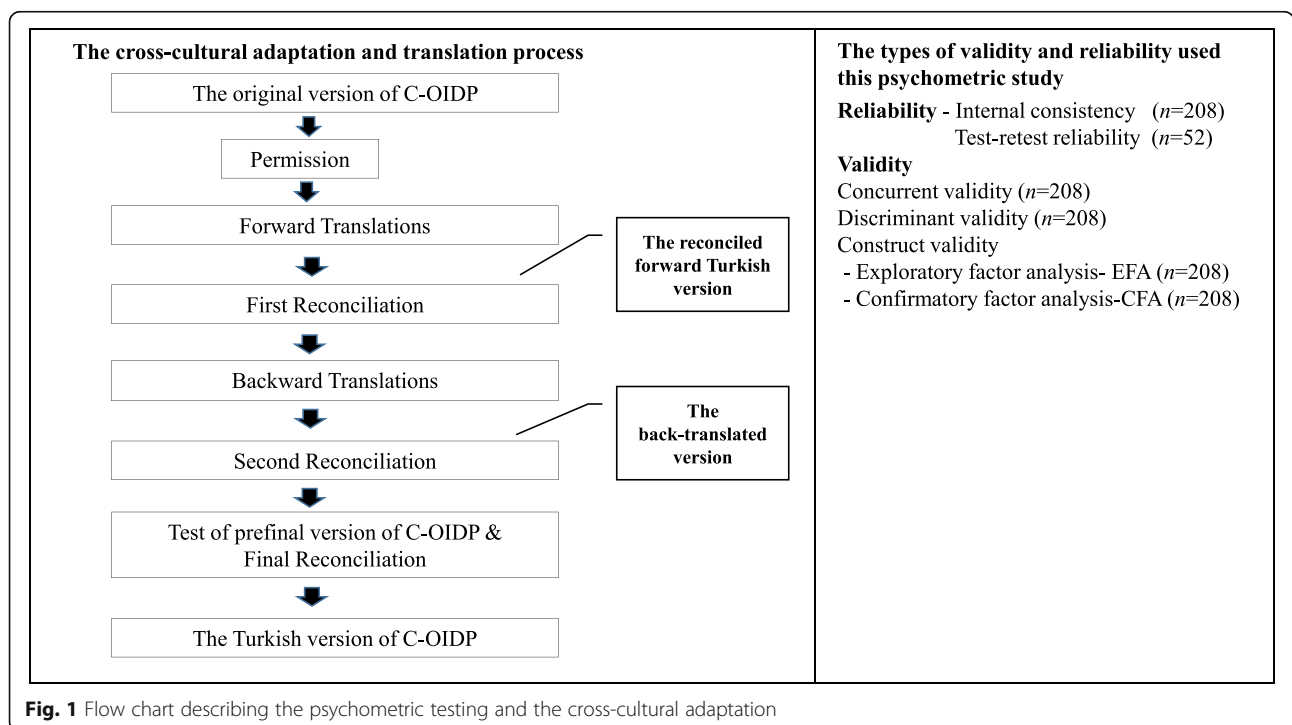 The cross-cultural adaptation and translation process
The original version of C-OIDP
Permission
Forward Translations
The reconciled
forward Turkish
version
First Reconciliation
Backward Translations
The
back-translated
version
Second Reconciliation
Test of prefinal version of C-OIDP &
Final Reconciliation
The Turkish version of C-OIDP
The types of validity and reliability used
this psychometric study
Reliability - Internal consistency (n=208)
Test-retest reliability (n=52)
Validity
Concurrent validity (n=208)
Discriminant validity (n=208)
Construct validity
- Exploratory factor analysis- EFA (n=208)
- Confirmatory factor analysis-CFA (n=208)
Fig. 1 Flow chart describing the psychometric testing and the cross-cultural adaptation